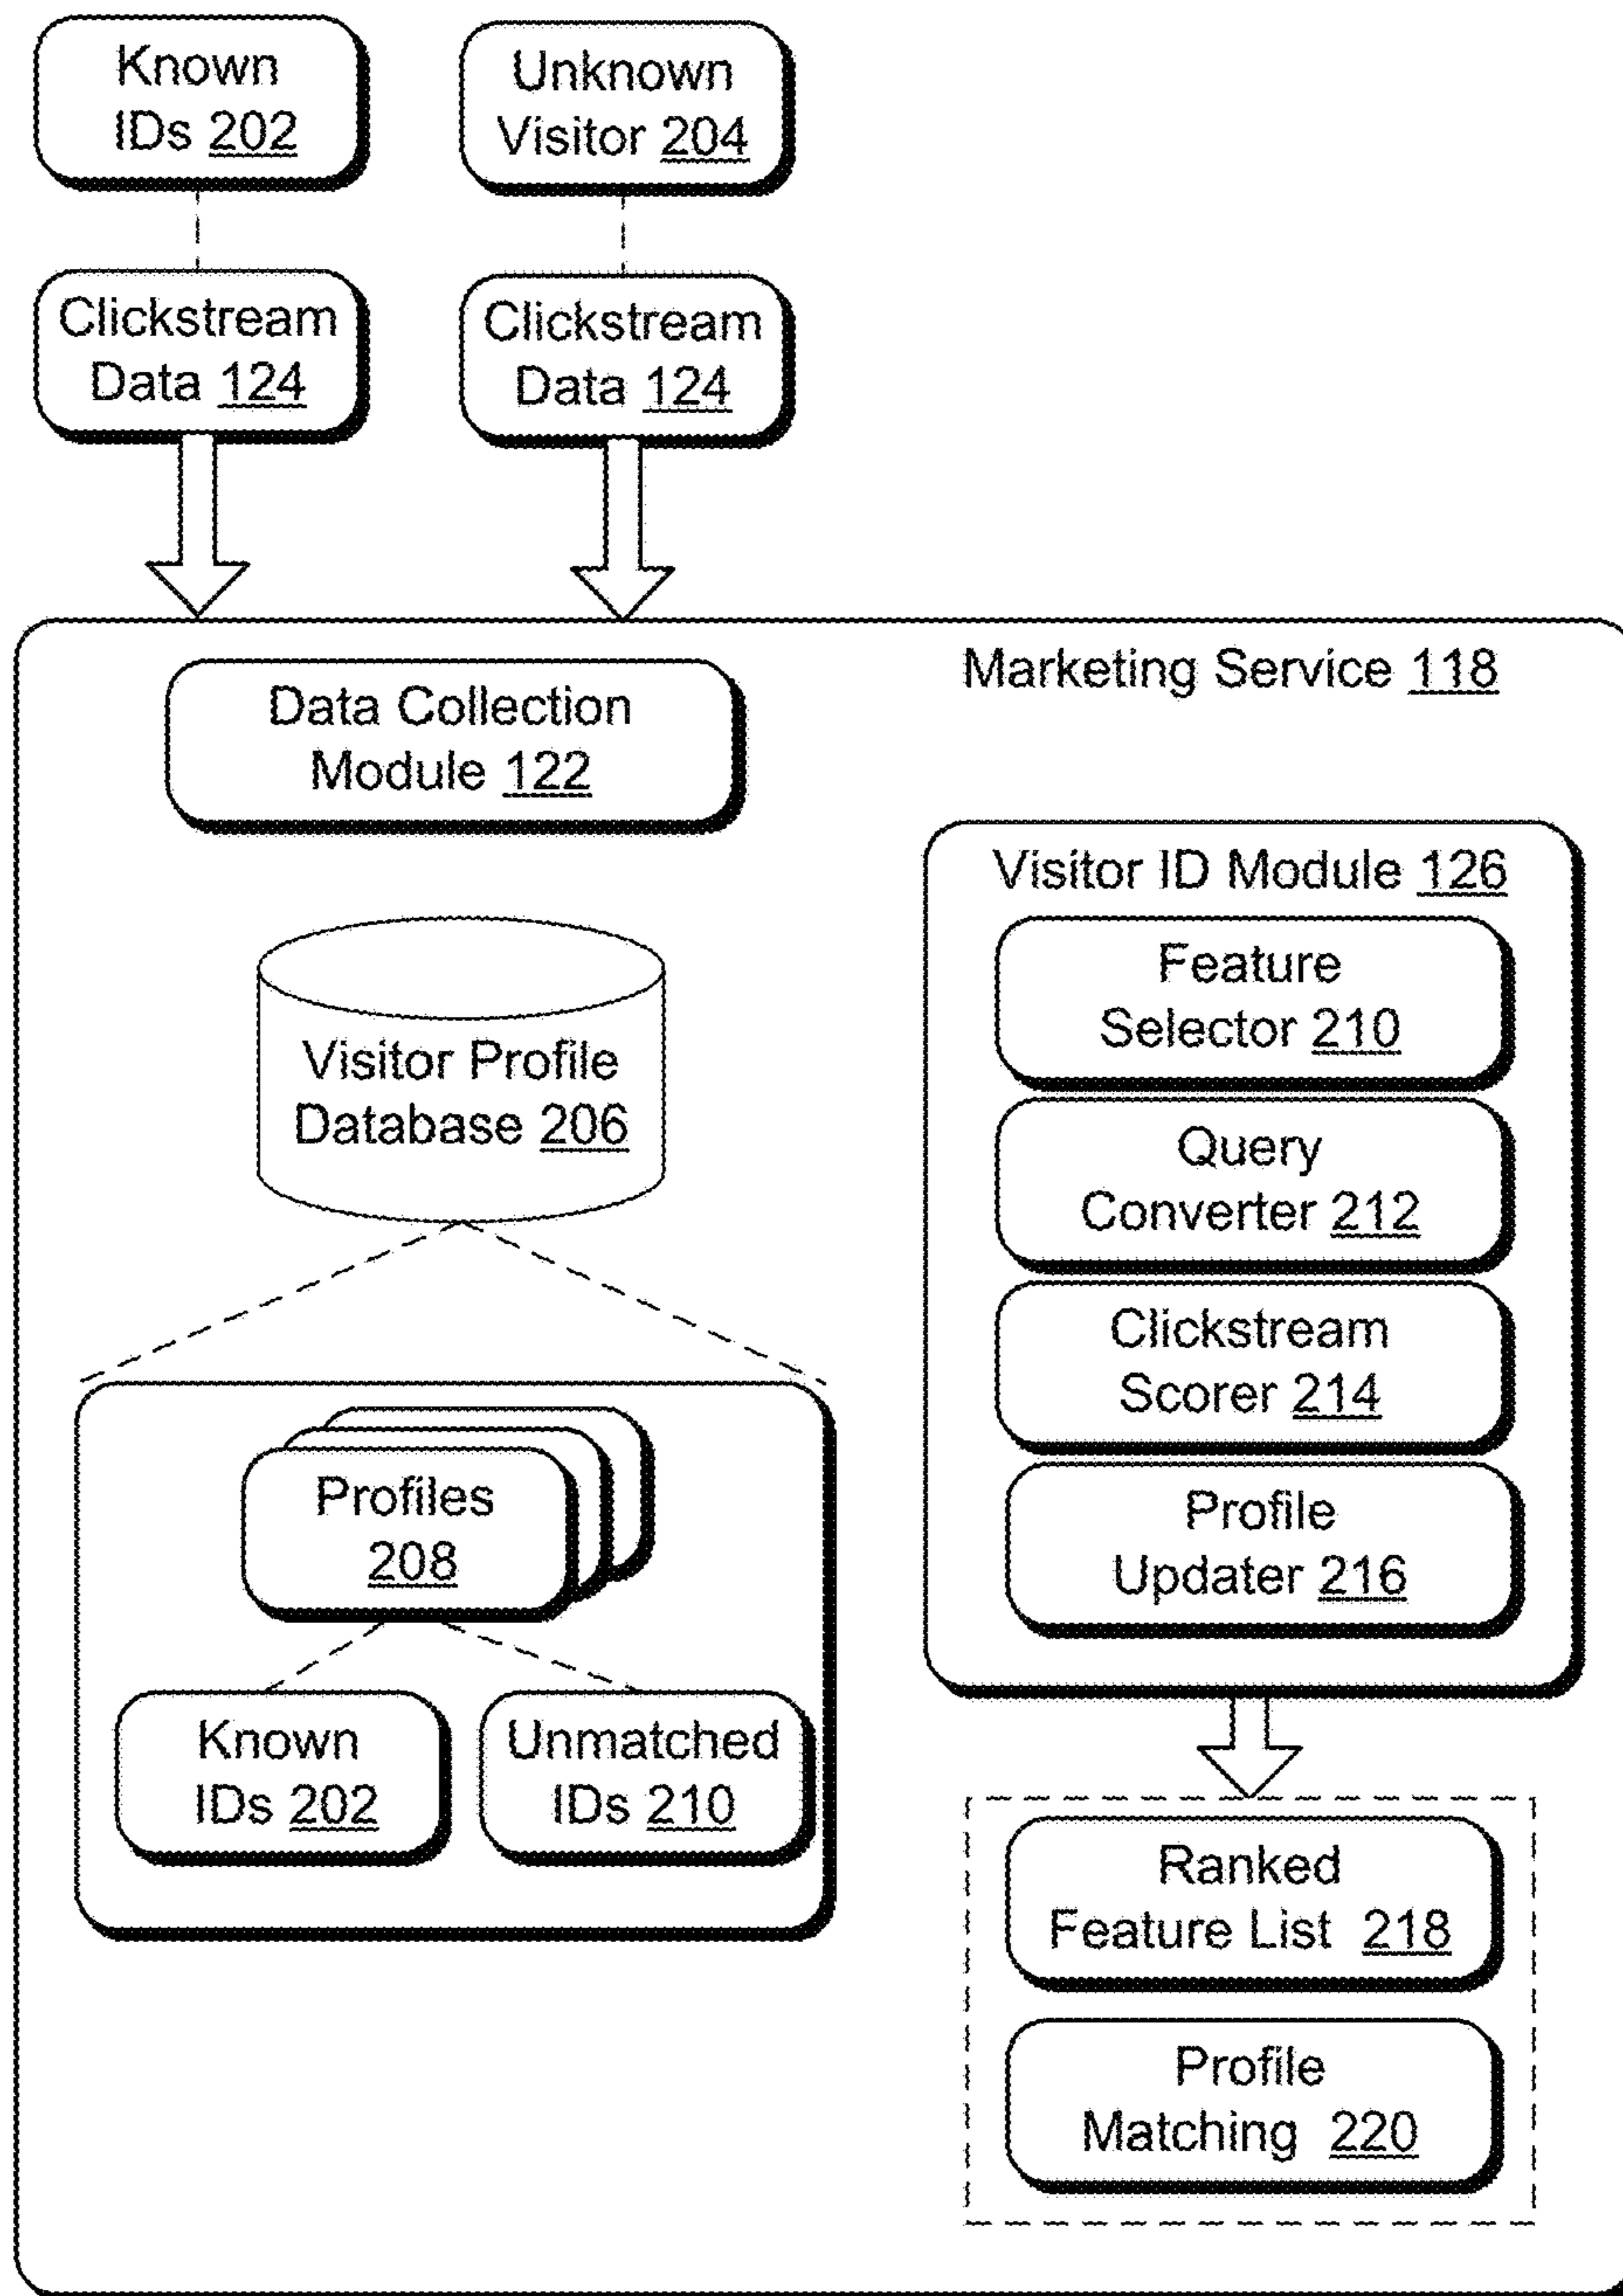 Known
IDs 202
Unknown
Visitor 204
Clickstream
Data 124
Clickstream
Data 124
Marketing Service 118
Data Collection
Module 122
Visitor ID Module 126
Feature
Selector 210
Query
Converter 212
Clickstream
Scorer 214
Profile
Updater 216
Visitor Profile
Database 206
Profiles
208
Known
IDs 202
Unmatched
IDs 210
Ranked
Feature List 218
Profile
Matching 220